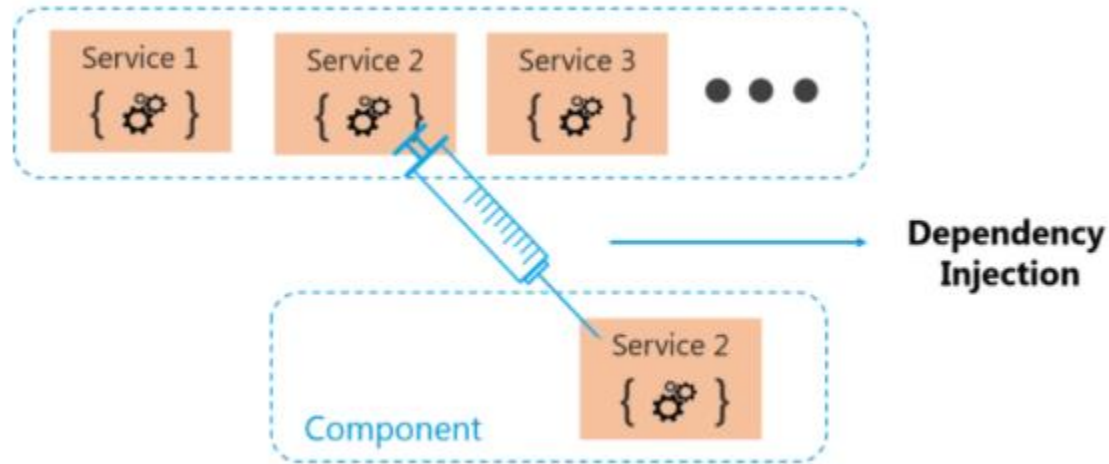 Service 1
{ }
Service 2
{ }
Service 3
{ }
Dependency
Injection
Service 2
{ }
Component